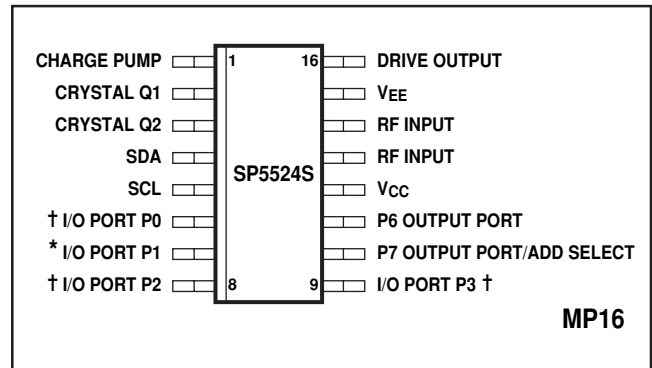 CHARGE PUMP 1 16 DRIVE OUTPUT
CRYSTAL Q1 VEE
CRYSTAL Q2 RF INPUT
SDA RF INPUT
SP5524S
SCL VCC
† I/O PORT P0 P6 OUTPUT PORT
* I/O PORT P1 P7 OUTPUT PORT/ADD SELECT
† I/O PORT P2 8 9 I/O PORT P3 †
MP16